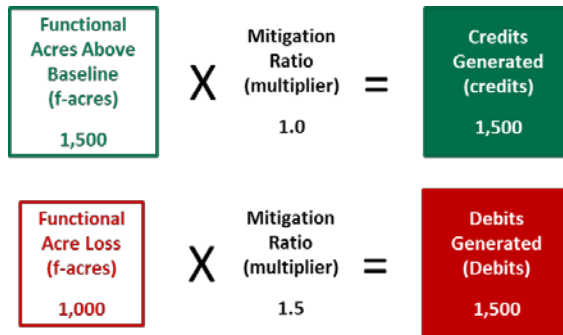 Functional
Acres Above
Baseline
(f-acres)
1,500
X
Mitigation
Ratio
(multiplier)
1.0
=
Credits
Generated
(credits)
1,500
Functional
Acre Loss
(f-acres)
1,000
X
Mitigation
Ratio
(multiplier)
1.5
=
Debits
Generated
(Debits)
1,500